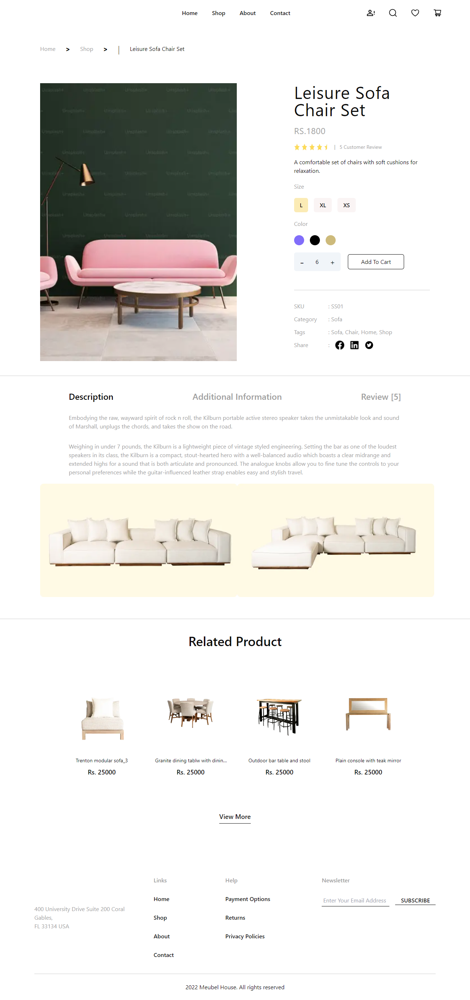 Home Shop About Contact
Home > Shop > | Leisure Sofa Chair Set
Unsplash+ Unsplash+ Unsplash+ Unsplash+ Unsplash+
Leisure Sofa
Chair Set
RS.1800
| 5 Customer Review
A comfortable set of chairs with soft cushions for
relaxation.
Size
L XL XS
Color
- 6 + Add To Cart
SKU : SS01
Category : Sofa
Tags : Sofa, Chair, Home, Shop
Share :
Description Additional Information Review [5]
Embodying the raw, wayward spirit of rock n roll, the Kilburn portable active stereo speaker takes the unmistakable look and sound
of Marshall, unplugs the chords, and takes the show on the road.
Weighing in under 7 pounds, the Kilburn is a lightweight piece of vintage styled engineering. Setting the bar as one of the loudest
speakers in its class, the Kilburn is a compact, stout-hearted hero with a well-balanced audio which boasts a clear midrange and
extended highs for a sound that is both articulate and pronounced. The analogue knobs allow you to fine tune the controls to your
personal preferences while the guitar-influenced leather strap enables easy and stylish travel.
Related Product
Trenton modular sofa_3
Rs. 25000
Granite dining tablw with dinin...
Rs. 25000
Outdoor bar table and stool
Rs. 25000
Plain console with teak mirror
Rs. 25000
View More
400 University Drive Suite 200 Coral
Gables,
FL 33134 USA
Links
Home
Shop
About
Contact
Help
Payment Options
Returns
Privacy Policies
Newsletter
Enter Your Email Address SUBSCRIBE
2022 Meubel House. All rights reserved